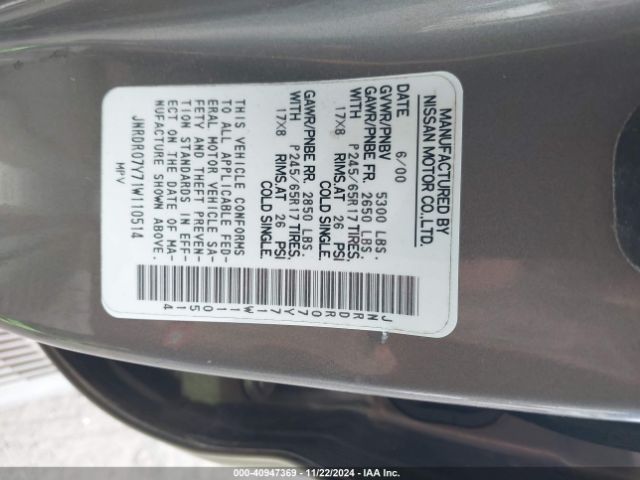 MANUFACTURED BY
NISSAN MOTOR CO.,LTD.
DATE 6/00
GVWR/PNBV 5300 LBS.
GAWR/PNBE FR. 2650 LBS.
WITH P245/65R17 TIRES.
17X8 RIMS,AT 26 PSI
COLD SINGLE.
GAWR/PNBE RR. 2850 LBS.
WITH P245/65R17 TIRES.
17X8 RIMS,AT 26 PSI
COLD SINGLE.
THIS VEHICLE CONFORMS
TO ALL APPLICABLE FED-
ERAL MOTOR VEHICLE SA-
FETY AND THEFT PREVEN-
TION STANDARDS IN EFF-
ECT ON THE DATE OF MA-
NUFACTURE SHOWN ABOVE.
JNRDR07Y71W110514
MPV
JNRDR07Y71W110514
000-40947369 - 11/22/2024 - IAA Inc.